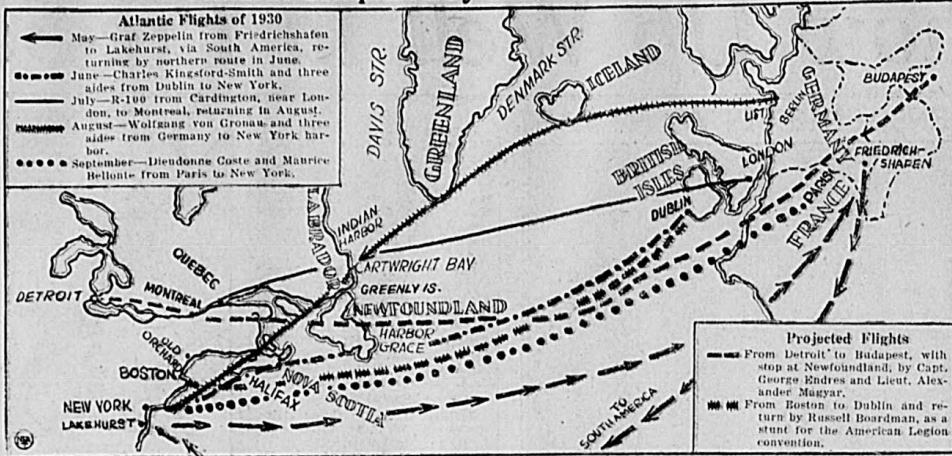 Atlantic Flights of 1930
May—Graf Zeppelin from Friedrichshafen
to Lakehurst, via South America, re-
turning by northern route in June.
June—Charles Kingsford-Smith and three
aides from Dublin to New York.
July—R-100 from Cardington, near Lon-
don, to Montreal, returning in August.
August—Wolfgang von Gronau and three
aides from Germany to New York har-
bor.
September—Dieudonne Coste and Maurice
Bellonte from Paris to New York.
DAVIS STR.
GREENLAND
DENMARK STR.
ICELAND
BUDAPEST
LIST
BERLIN
GERMANY
BRITISH
ISLES
LONDON
FRIEDRICH-
SHAFEN
DUBLIN
PARIS
FRANCE
LABRADOR
INDIAN
HARBOR
CARTWRIGHT BAY
GREENLY IS.
QUEBEC
DETROIT
MONTREAL
NEWFOUNDLAND
HARBOR
GRACE
OLD
ORCHARD
BOSTON
HALIFAX
NOVA
SCOTIA
NEW YORK
LAKEHURST
TO
SOUTH AMERICA
Projected Flights
From Detroit to Budapest, with
stop at Newfoundland, by Capt.
George Endres and Lieut. Alex-
ander Magyar.
From Boston to Dublin and re-
turn by Russell Boardman, as a
stunt for the American Legion
convention.